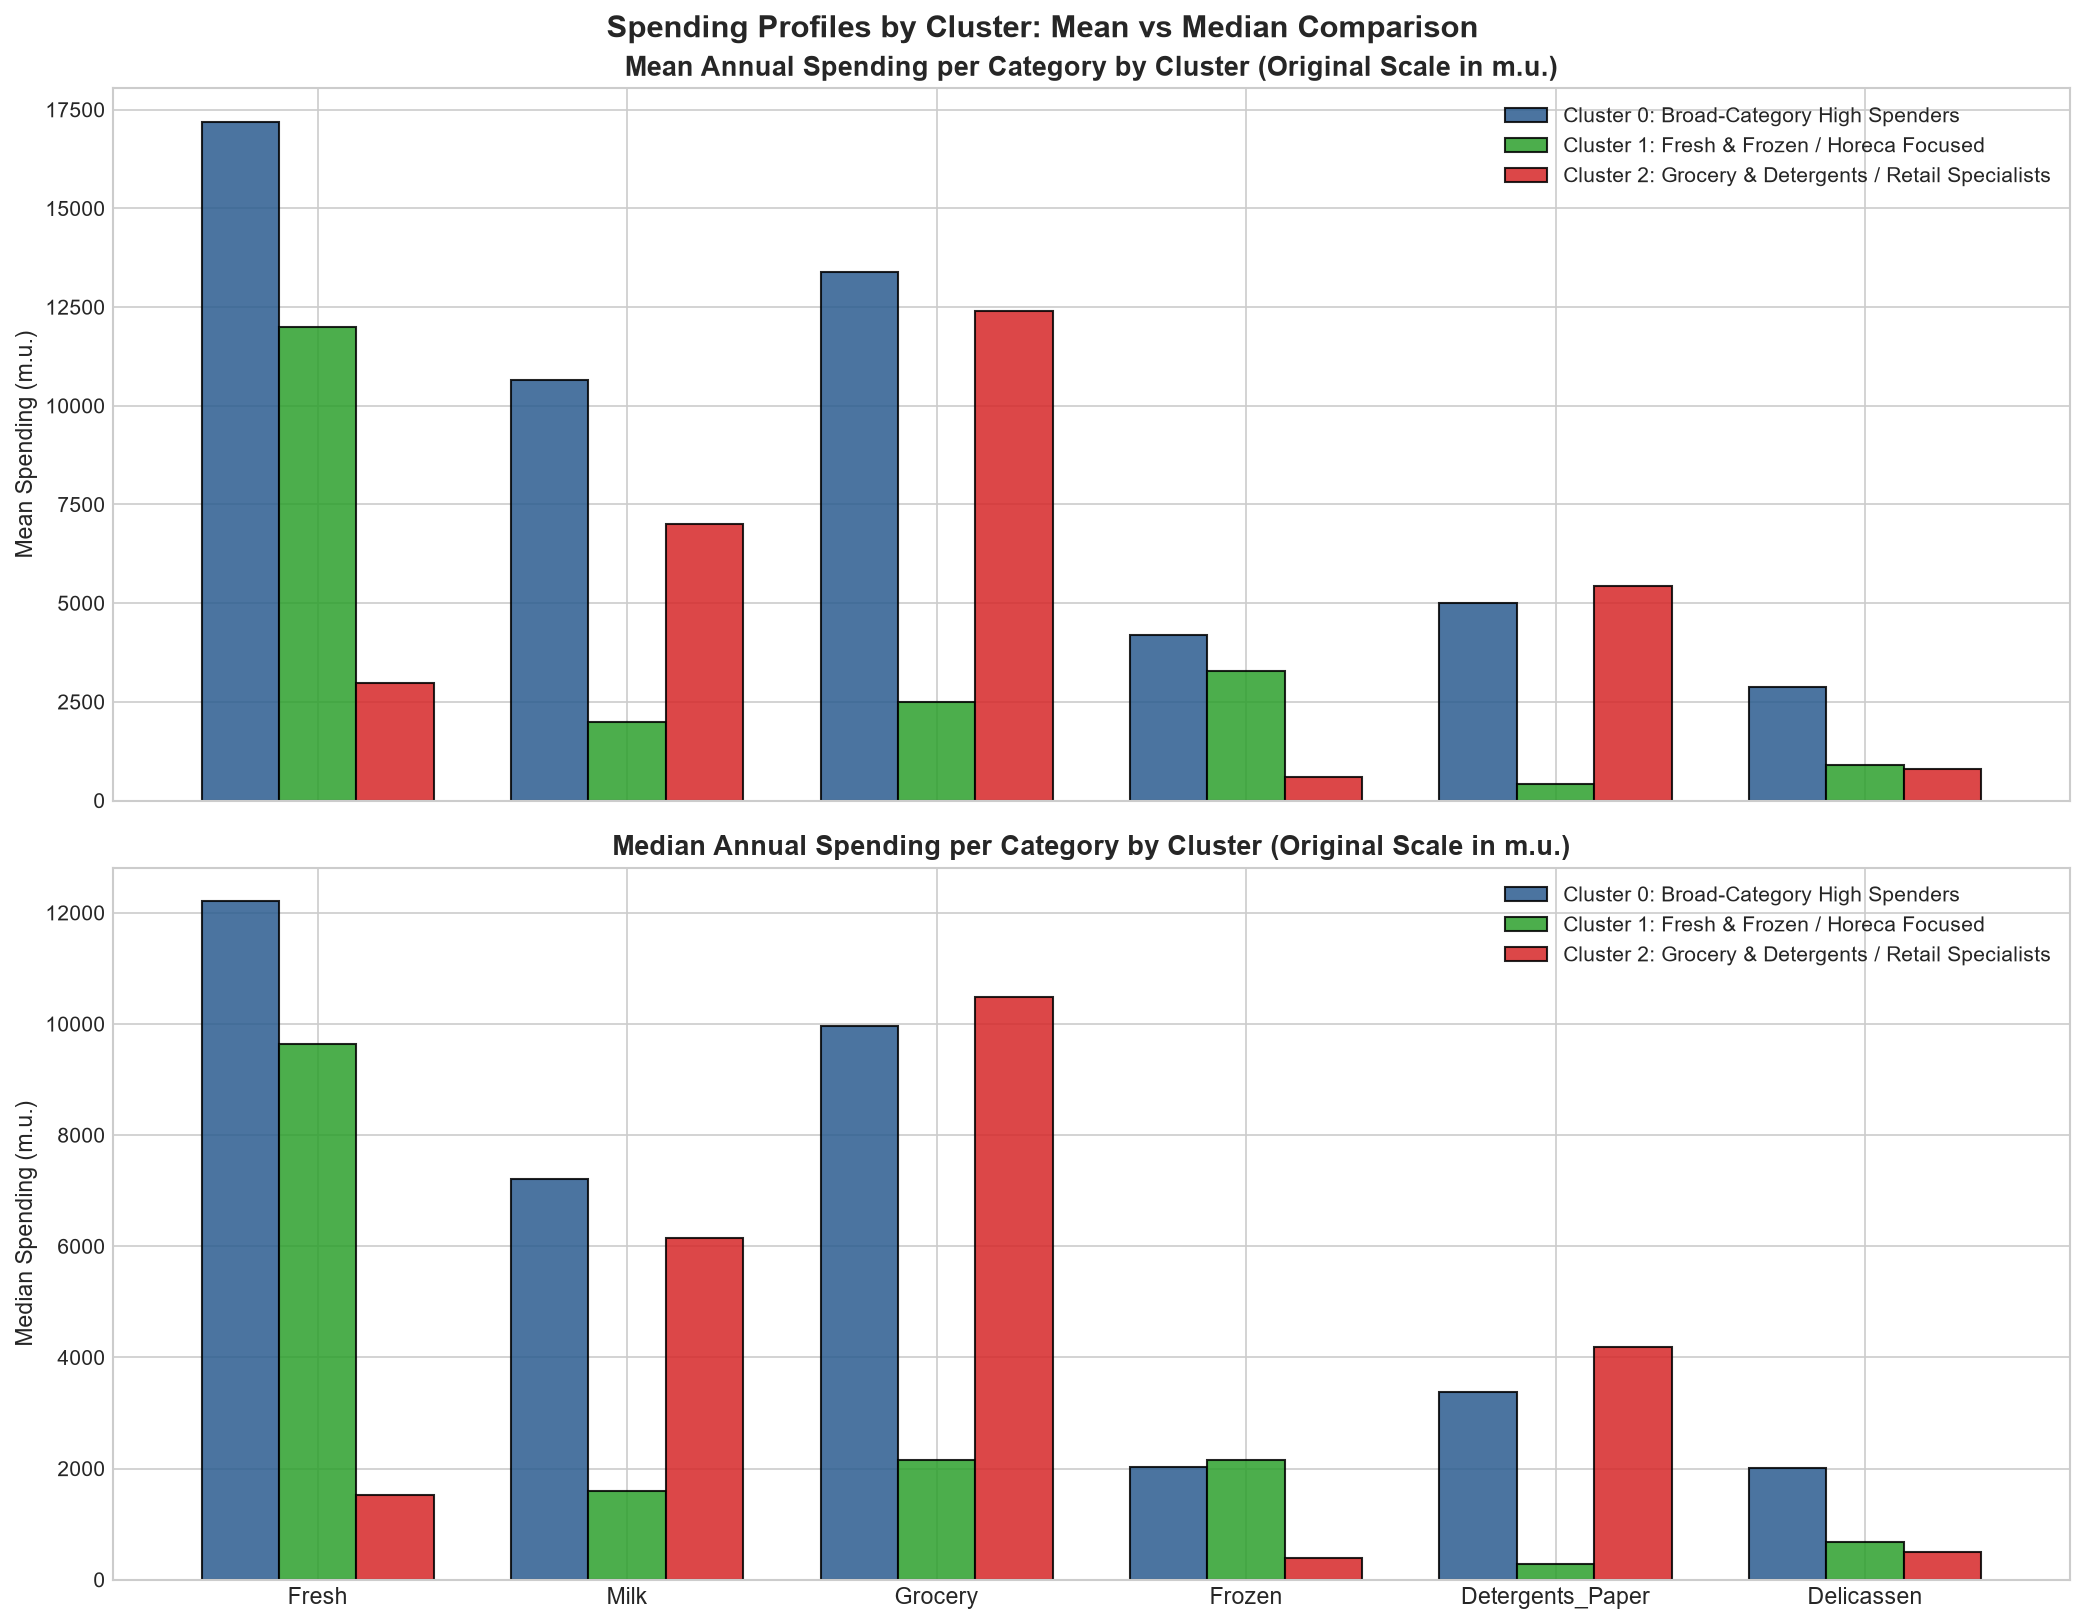 Spending Profiles by Cluster: Mean vs Median Comparison
Mean Annual Spending per Category by Cluster (Original Scale in m.u.)
Mean Spending (m.u.)
17500
15000
12500
10000
7500
5000
2500
0
Cluster 0: Broad-Category High Spenders
Cluster 1: Fresh & Frozen / Horeca Focused
Cluster 2: Grocery & Detergents / Retail Specialists
Median Annual Spending per Category by Cluster (Original Scale in m.u.)
Median Spending (m.u.)
12000
10000
8000
6000
4000
2000
0
Cluster 0: Broad-Category High Spenders
Cluster 1: Fresh & Frozen / Horeca Focused
Cluster 2: Grocery & Detergents / Retail Specialists
Fresh Milk Grocery Frozen Detergents_Paper Delicassen